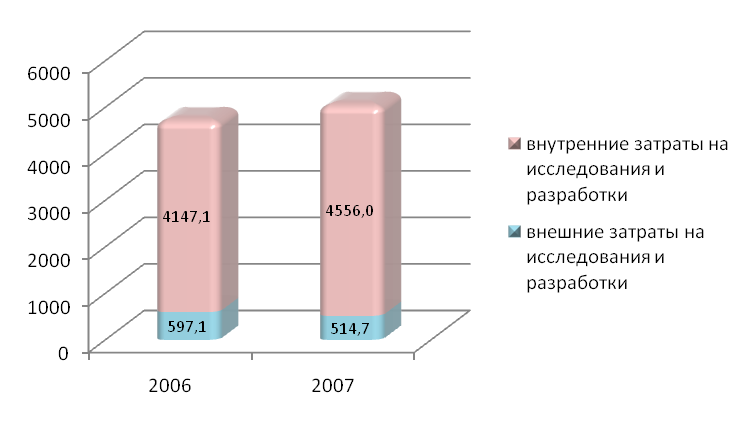 6000
5000
4000
3000
2000
1000
0
4147,1
4556,0
597,1
514,7
2006
2007
внутренние затраты на
исследования и
разработки
внешние затраты на
исследования и
разработки